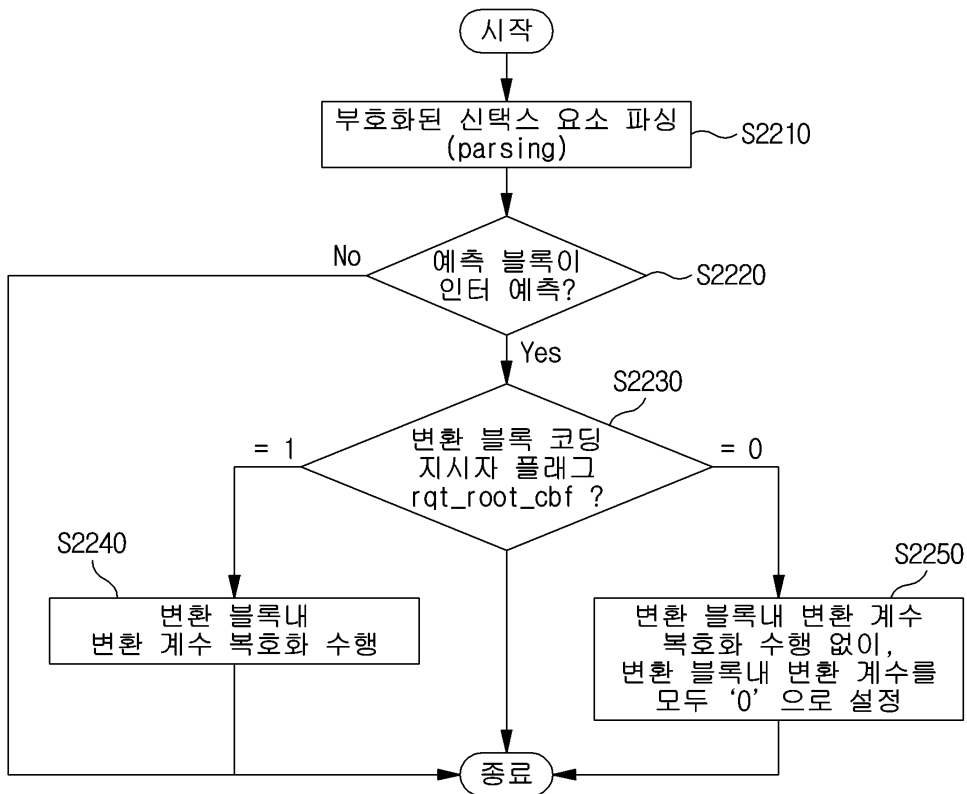 시작
부호화된 신택스 요소 파싱
(parsing)
S2210
No
예측 블록이
인터 예측?
S2220
Yes
S2230
= 1
변환 블록 코딩
지시자 플래그
rqt_root_cbf ?
= 0
S2240
변환 블록내
변환 계수 복호화 수행
S2250
변환 블록내 변환 계수
복호화 수행 없이,
변환 블록내 변환 계수를
모두 ‘0’ 으로 설정
종료